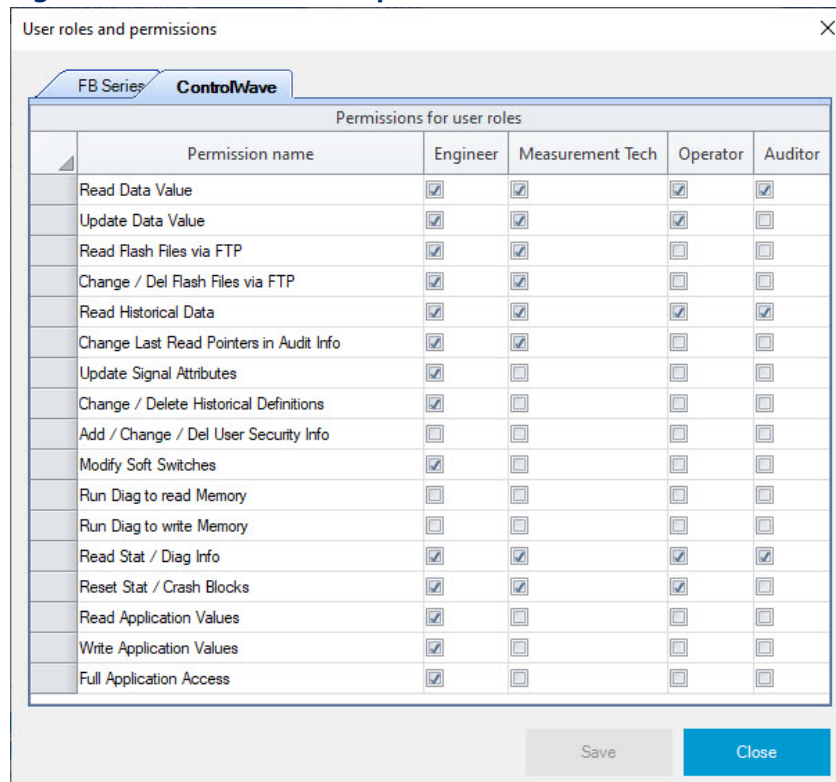 User roles and permissions
FB Series ControlWave
Permissions for user roles
Permission name Engineer Measurement Tech Operator Auditor
Read Data Value
Update Data Value
Read Flash Files via FTP
Change / Del Flash Files via FTP
Read Historical Data
Change Last Read Pointers in Audit Info
Update Signal Attributes
Change / Delete Historical Definitions
Add / Change / Del User Security Info
Modify Soft Switches
Run Diag to read Memory
Run Diag to write Memory
Read Stat / Diag Info
Reset Stat / Crash Blocks
Read Application Values
Write Application Values
Full Application Access
Save Close